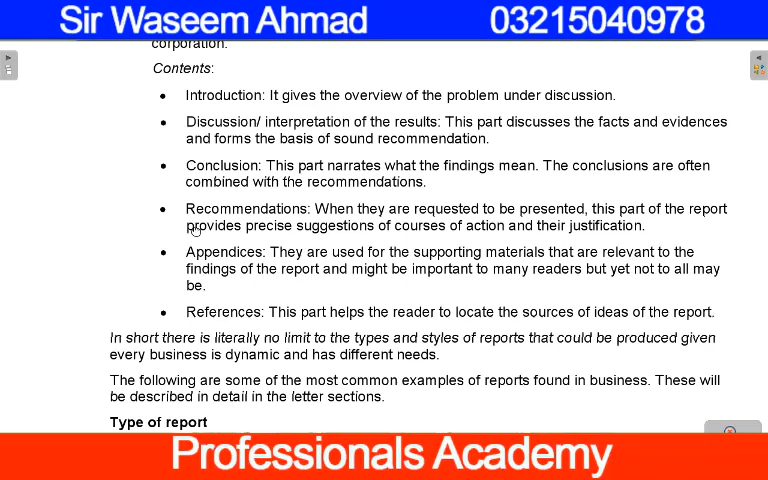 Sir Waseem Ahmad 03215040978
corporation.
Contents:
• Introduction: It gives the overview of the problem under discussion.
• Discussion/ interpretation of the results: This part discusses the facts and evidences
and forms the basis of sound recommendation.
• Conclusion: This part narrates what the findings mean. The conclusions are often
combined with the recommendations.
• Recommendations: When they are requested to be presented, this part of the report
provides precise suggestions of courses of action and their justification.
• Appendices: They are used for the supporting materials that are relevant to the
findings of the report and might be important to many readers but yet not to all may
be.
• References: This part helps the reader to locate the sources of ideas of the report.
In short there is literally no limit to the types and styles of reports that could be produced given
every business is dynamic and has different needs.
The following are some of the most common examples of reports found in business. These will
be described in detail in the letter sections.
Type of report
Professionals Academy